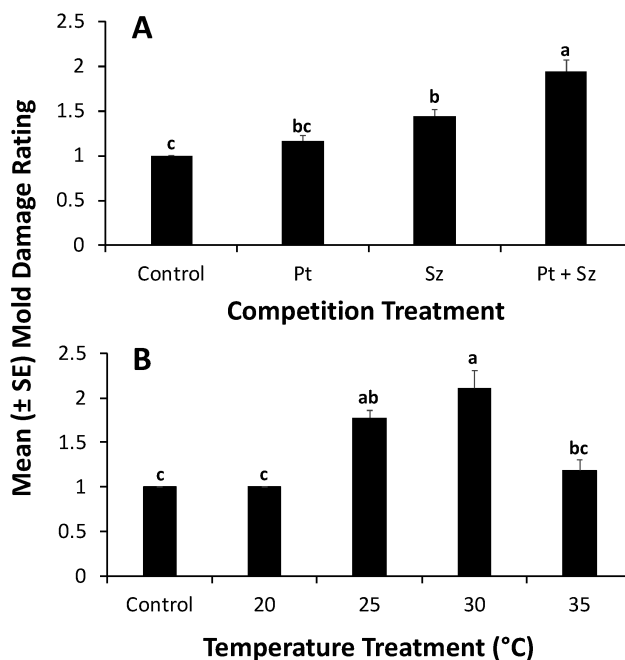 A
2.5
2
1.5
1
0.5
0
c
bc
b
a
Control Pt Sz Pt + Sz
Competition Treatment
Mean (± SE) Mold Damage Rating
B
2.5
2
1.5
1
0.5
0
c
c
ab
a
bc
Control 20 25 30 35
Temperature Treatment (°C)